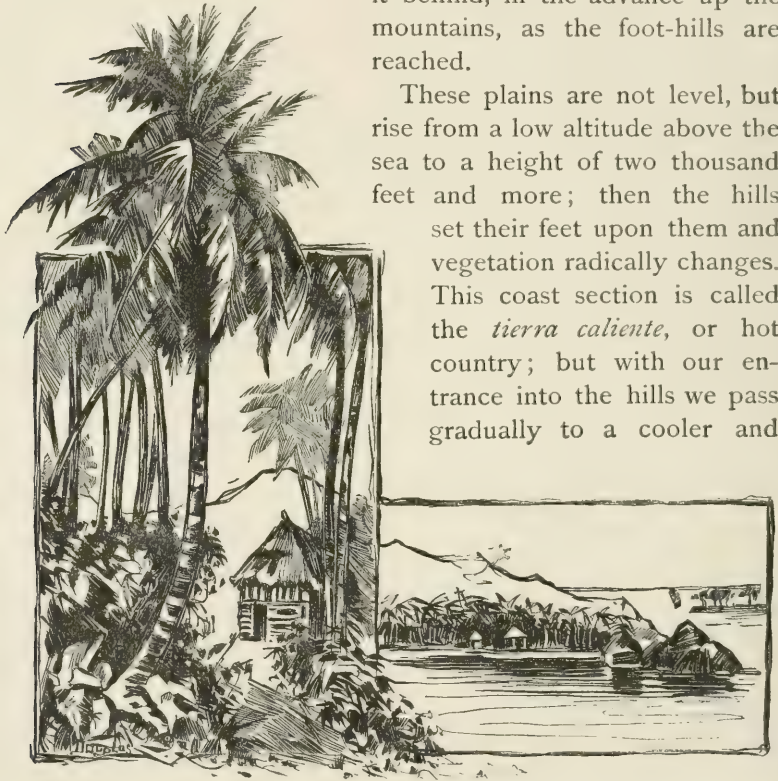 it behind, in the advance up the
mountains, as the foot-hills are
reached.
These plains are not level, but
rise from a low altitude above the
sea to a height of two thousand
feet and more; then the hills
set their feet upon them and
vegetation radically changes.
This coast section is called
the tierra caliente, or hot
country; but with our en-
trance into the hills we pass
gradually to a cooler and
Douglas